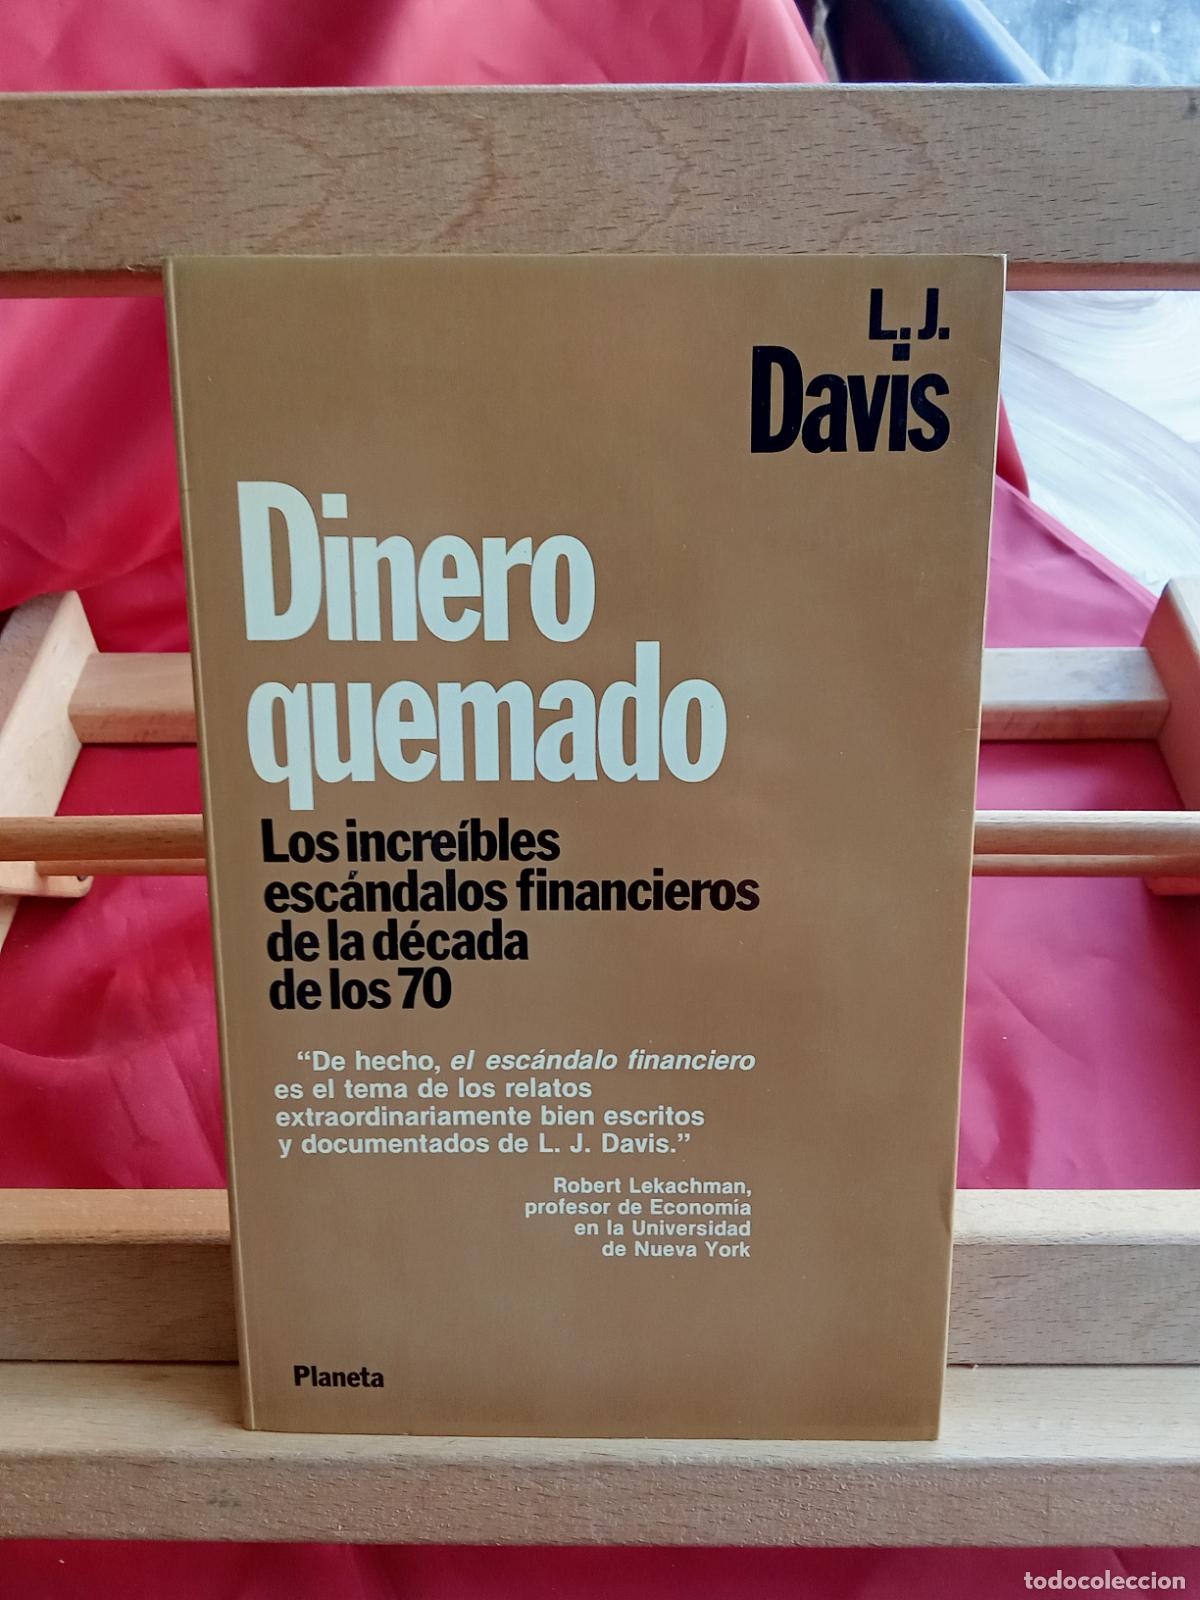 L. J.
Davis
Dinero
quemado
Los increíbles
escándalos financieros
de la década
de los 70
“De hecho, el escándalo financiero
es el tema de los relatos
extraordinariamente bien escritos
y documentados de L. J. Davis.”
Robert Lekachman,
profesor de Economía
en la Universidad
de Nueva York
Planeta
todocoleccion